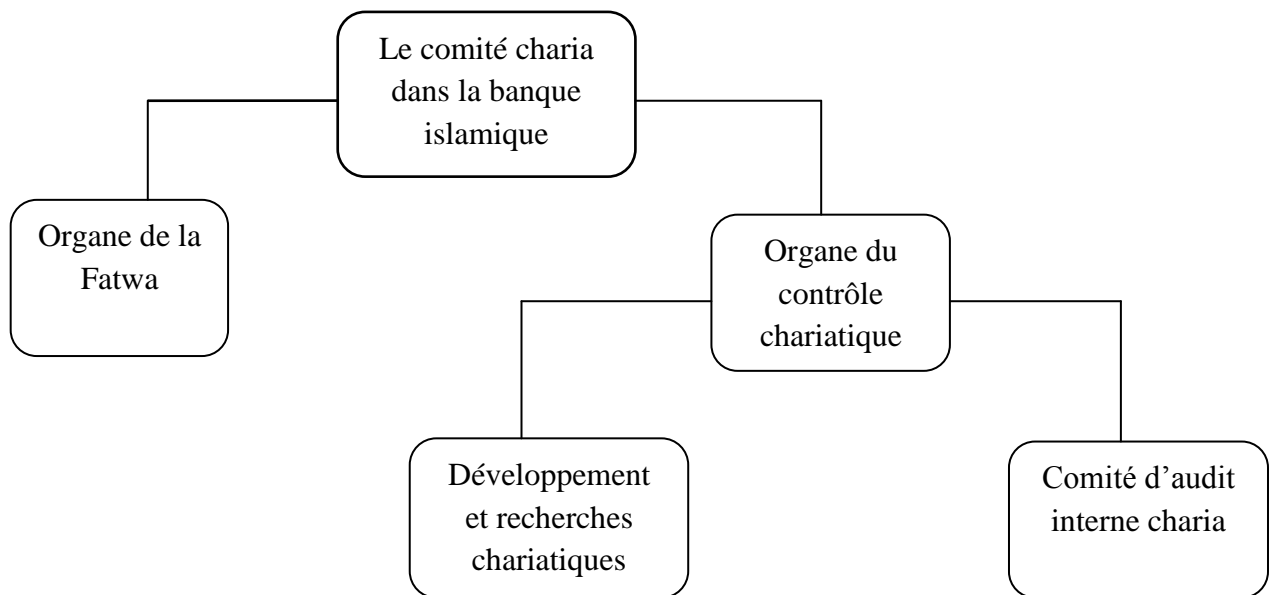 Le comité charia
dans la banque
islamique
Organe de la
Fatwa
Organe du
contrôle
chariatique
Développement
et recherches
chariatiques
Comité d’audit
interne charia